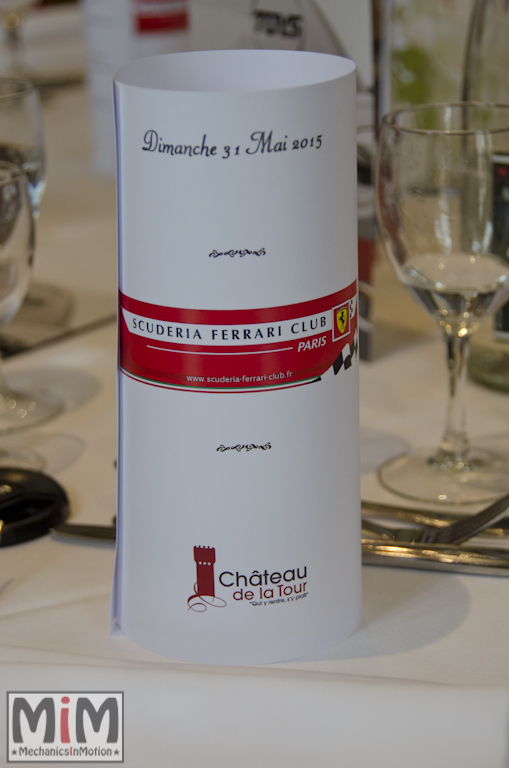 Dimanche 31 Mai 2015
SCUDERIA FERRARI CLUB
PARIS
www.scuderia-ferrari-club.fr
Château
de la Tour
"Qui y rentre, s'y plaît"
MiM
★MechanicsInMotion★